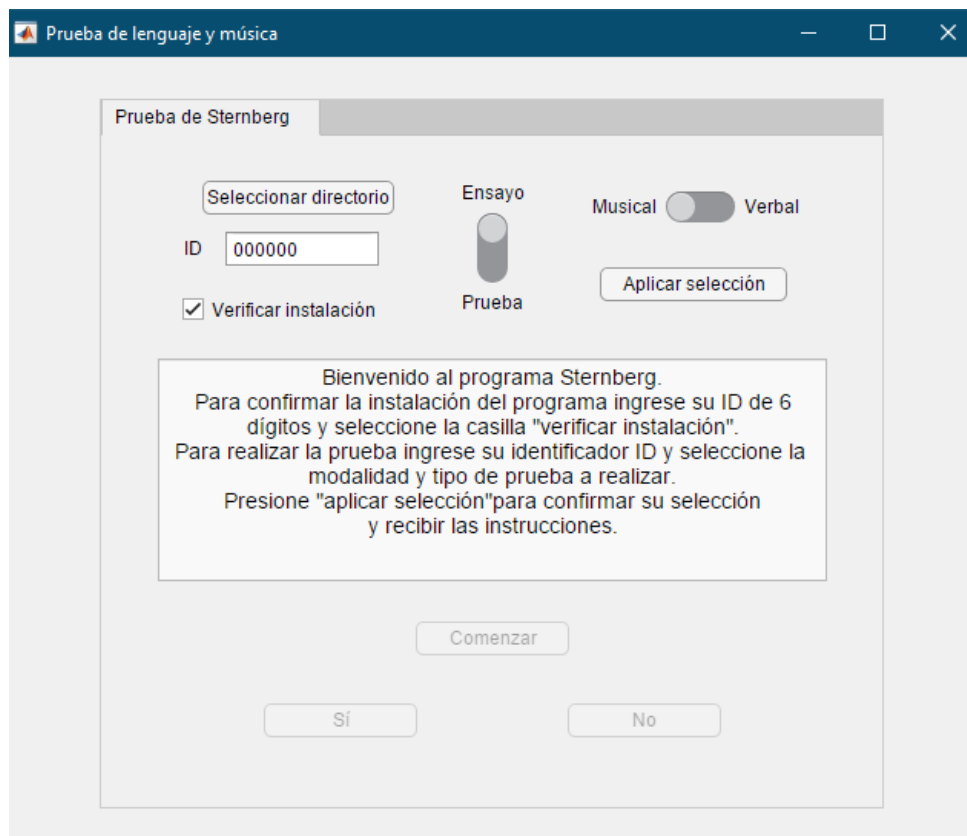 Prueba de lenguaje y música
Prueba de Sternberg
Seleccionar directorio
ID 000000
Verificar instalación
Ensayo
Prueba
Musical Verbal
Aplicar selección
Bienvenido al programa Sternberg.
Para confirmar la instalación del programa ingrese su ID de 6
dígitos y seleccione la casilla "verificar instalación".
Para realizar la prueba ingrese su identificador ID y seleccione la
modalidad y tipo de prueba a realizar.
Presione "aplicar selección"para confirmar su selección
y recibir las instrucciones.
Comenzar
Sí No